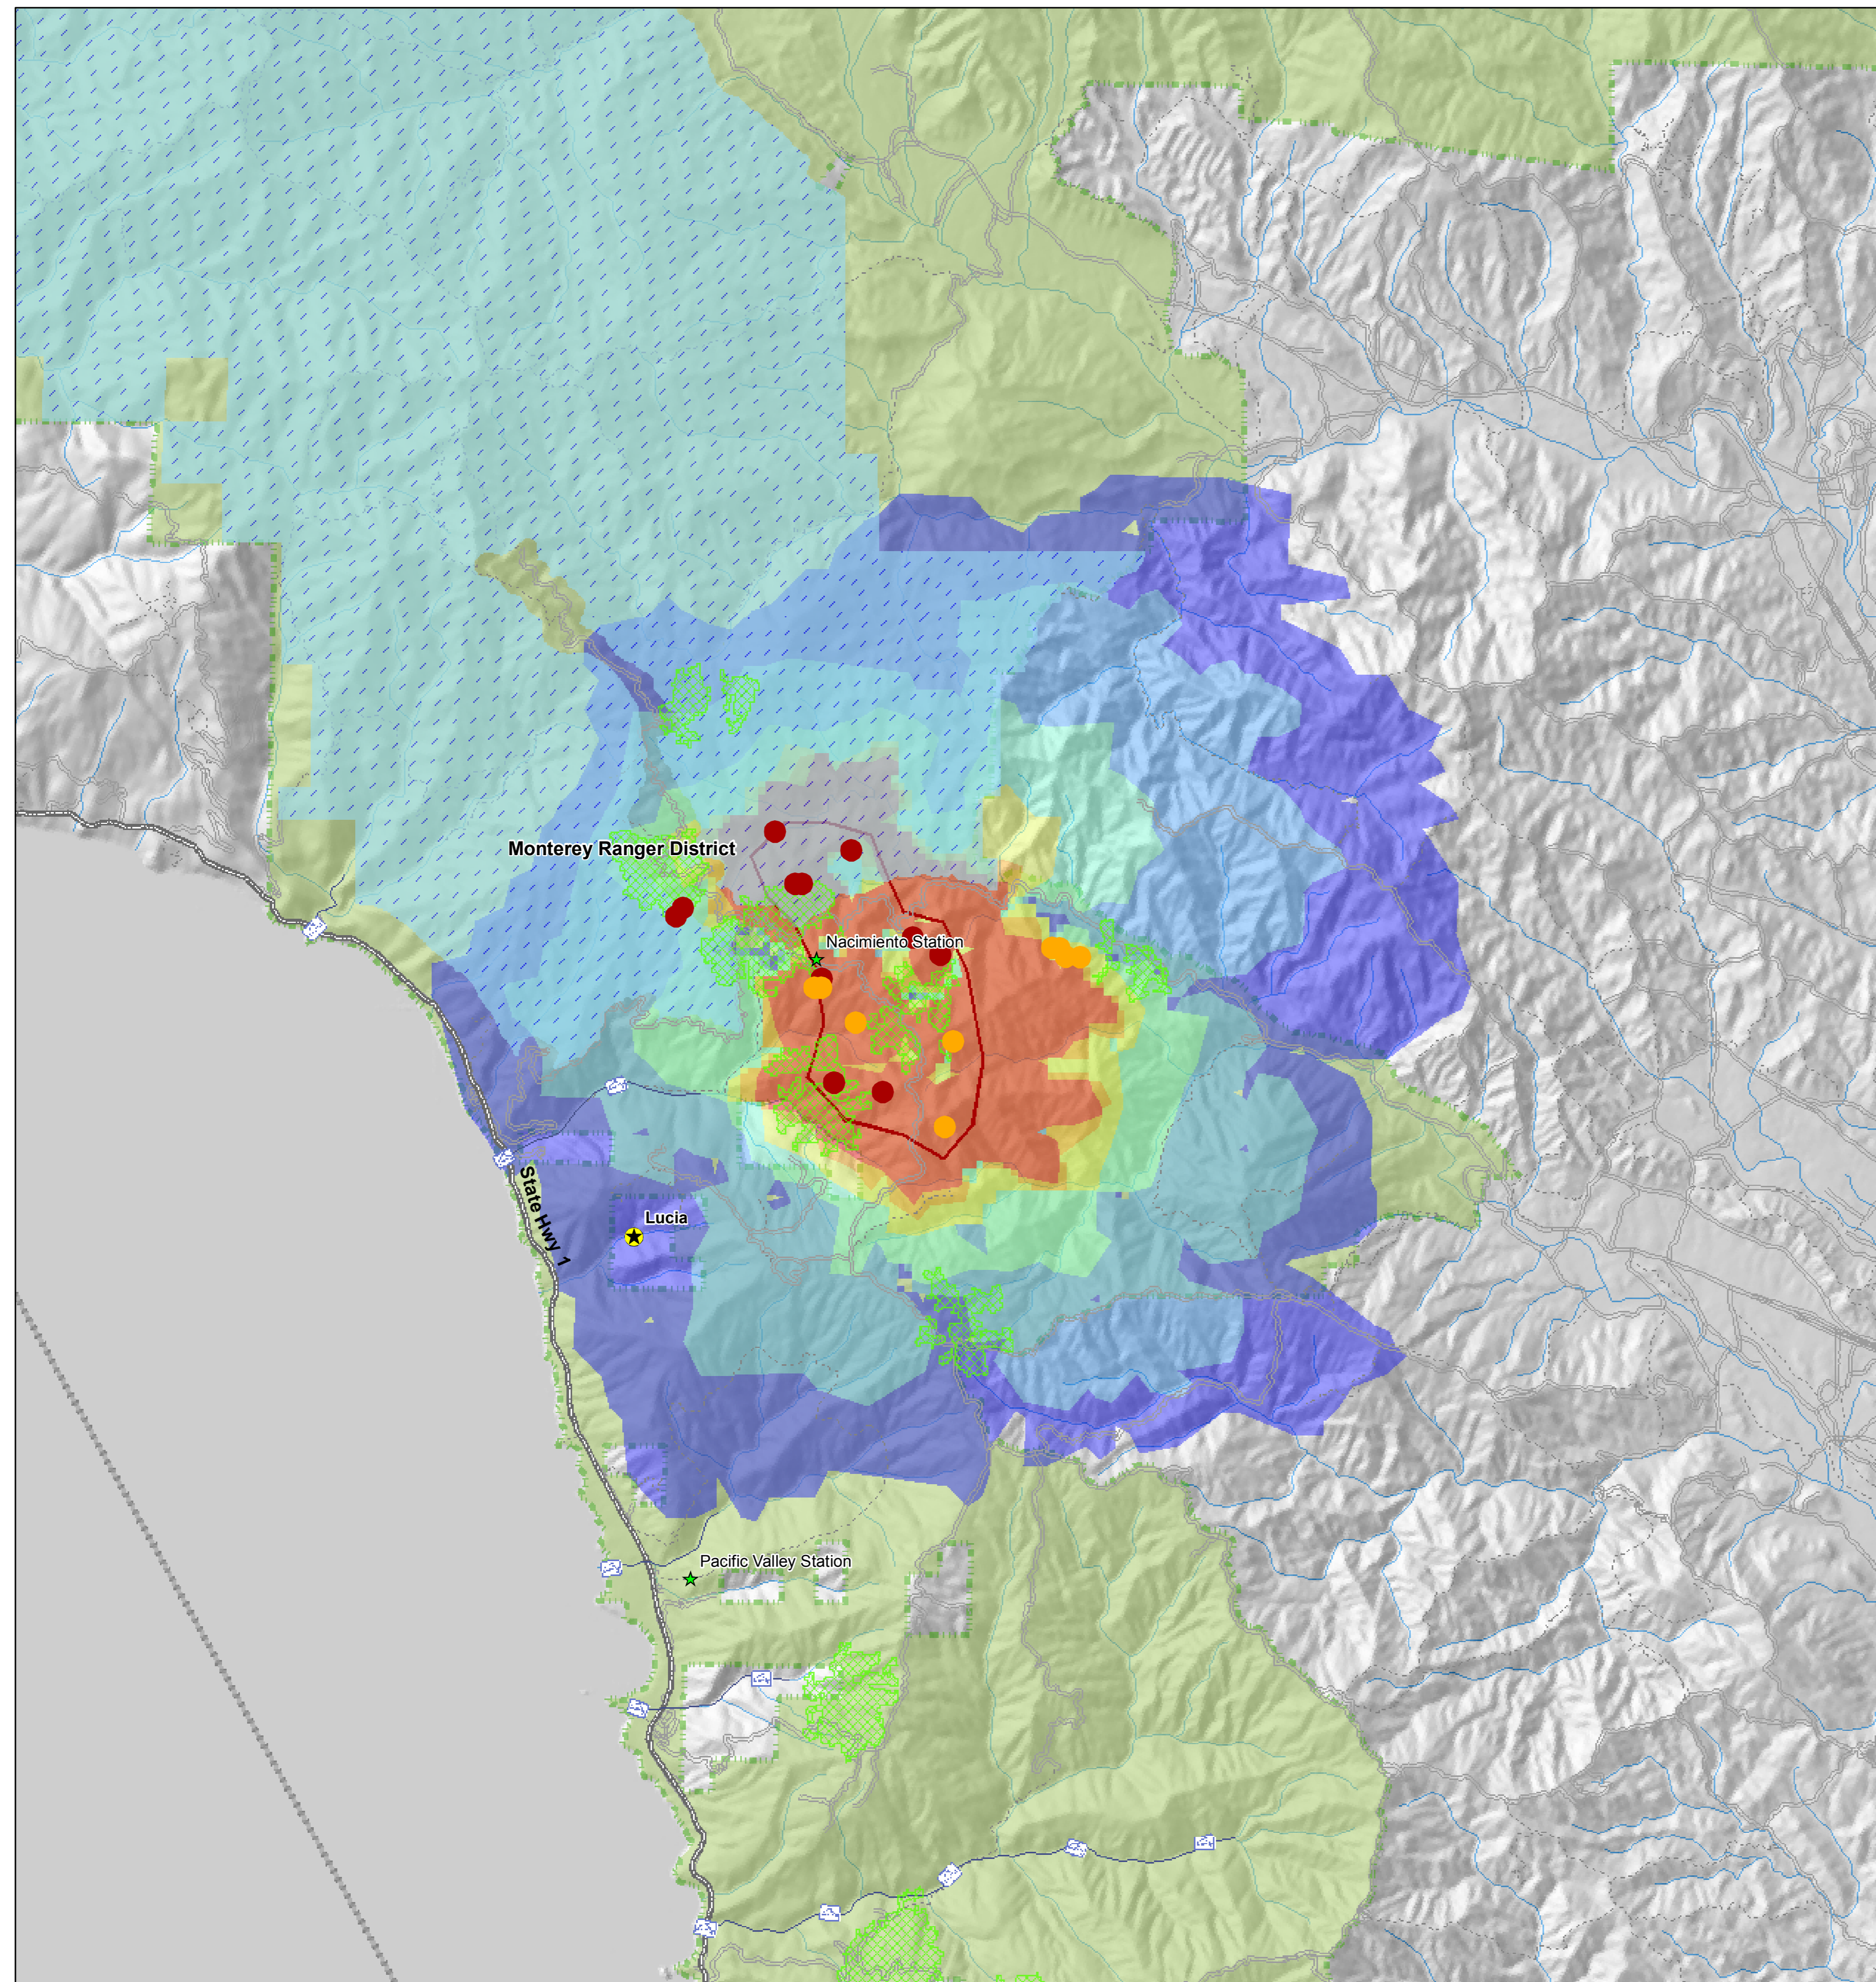 Monterey Ranger District
Nacimiento Station
State Hwy 1
Lucia
Pacific Valley Station